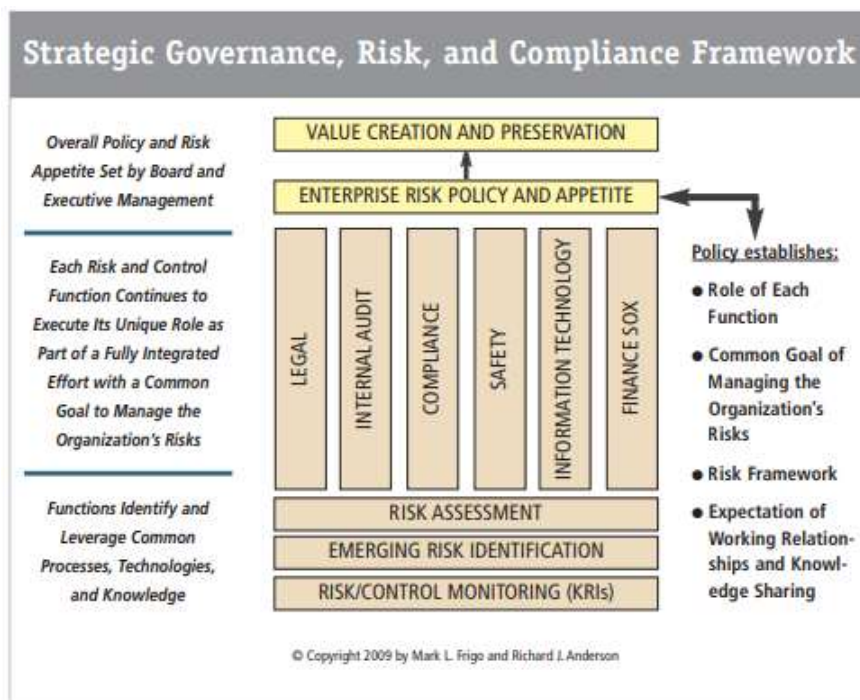 Strategic Governance, Risk, and Compliance Framework
Overall Policy and Risk
Appetite Set by Board and
Executive Management
Each Risk and Control
Function Continues to
Execute Its Unique Role as
Part of a Fully Integrated
Effort with a Common
Goal to Manage the
Organization's Risks
Functions Identify and
Leverage Common
Processes, Technologies,
and Knowledge
VALUE CREATION AND PRESERVATION
ENTERPRISE RISK POLICY AND APPETITE
LEGAL
INTERNAL AUDIT
COMPLIANCE
SAFETY
INFORMATION TECHNOLOGY
FINANCE SOX
RISK ASSESSMENT
EMERGING RISK IDENTIFICATION
RISK/CONTROL MONITORING (KRIs)
Policy establishes:
● Role of Each
Function
● Common Goal of
Managing the
Organization's
Risks
● Risk Framework
● Expectation of
Working Relation-
ships and Knowl-
edge Sharing
© Copyright 2009 by Mark L. Frigo and Richard J. Anderson